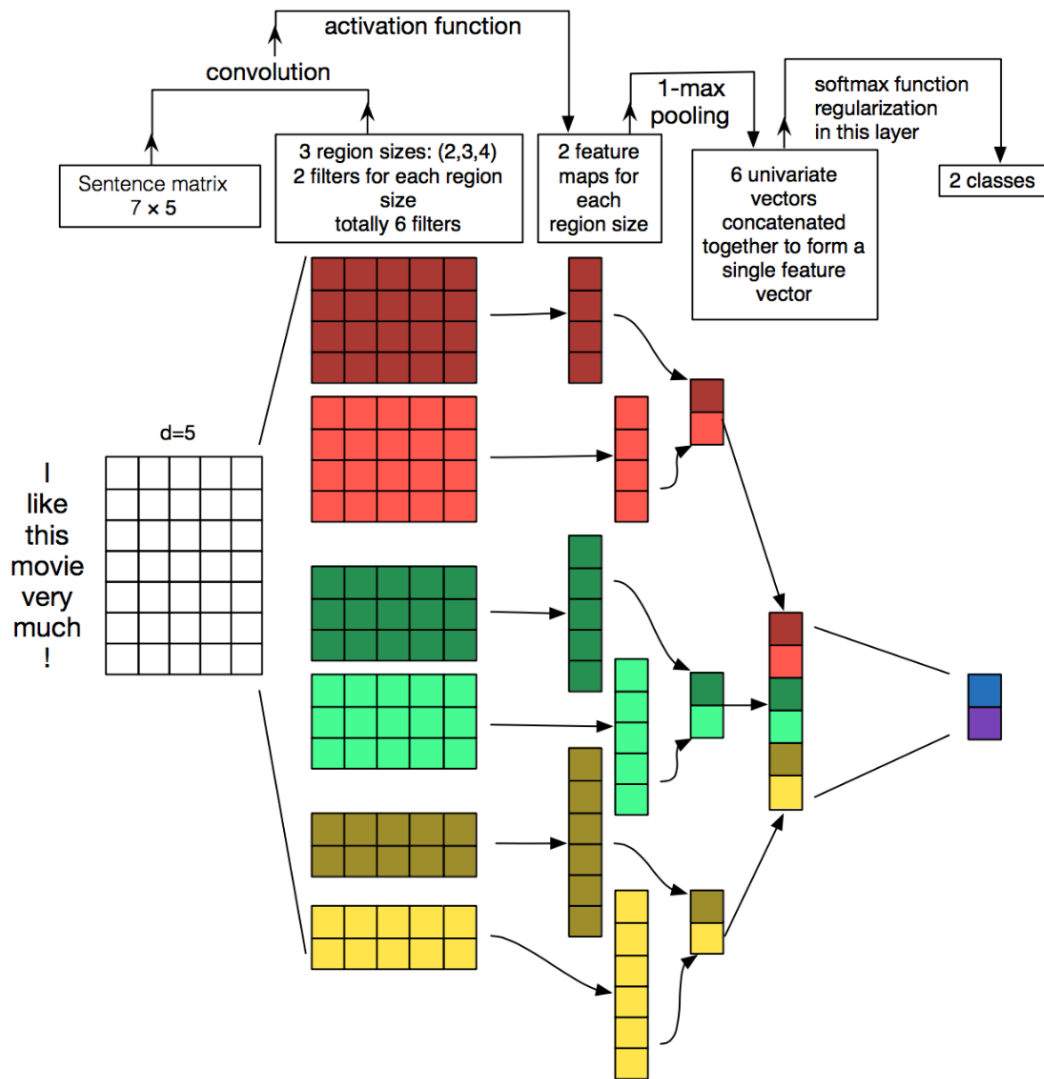 activation function
convolution
1-max
pooling
softmax function
regularization
in this layer
Sentence matrix
7 × 5
3 region sizes: (2,3,4)
2 filters for each region
size
totally 6 filters
2 feature
maps for
each
region size
6 univariate
vectors
concatenated
together to form a
single feature
vector
2 classes
d=5
I
like
this
movie
very
much
!